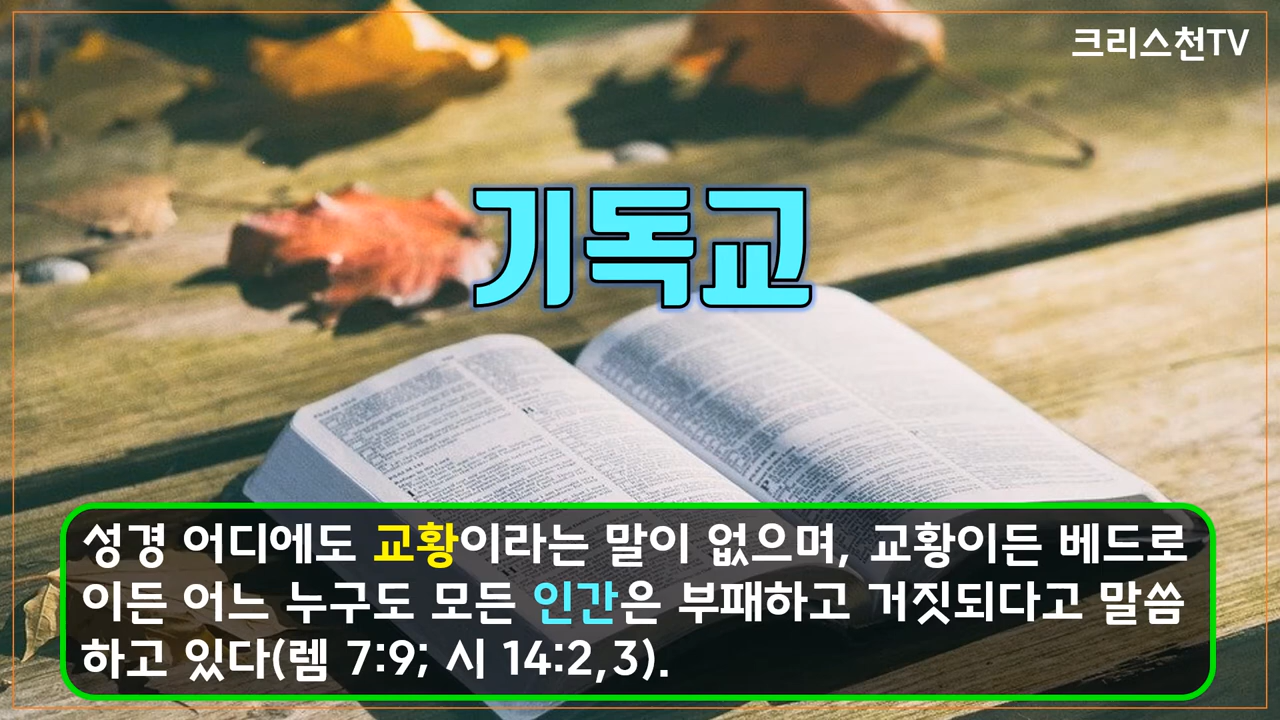 크리스천TV
기독교
성경 어디에도 교황이라는 말이 없으며, 교황이든 베드로
이든 어느 누구도 모든 인간은 부패하고 거짓되다고 말씀
하고 있다(렘 7:9; 시 14:2,3).